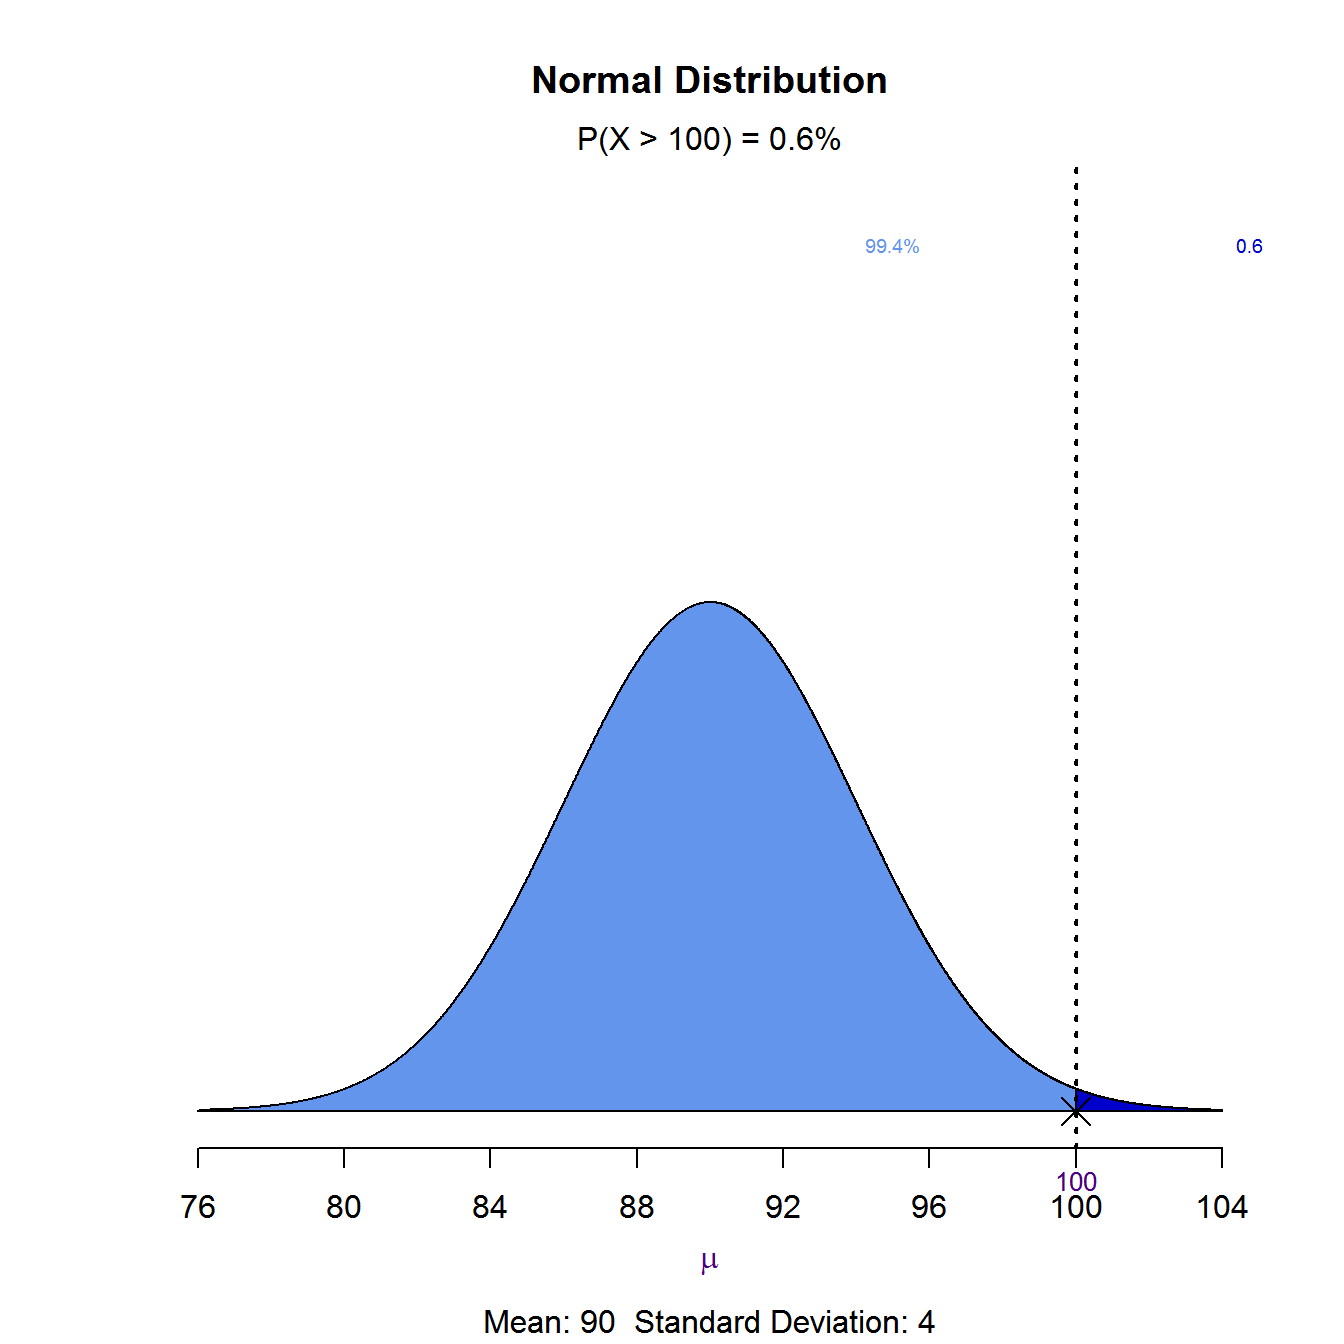 Normal Distribution
P(X > 100) = 0.6%
99.4% 0.6
100
76 80 84 88 92 96 100 104
μ
Mean: 90 Standard Deviation: 4